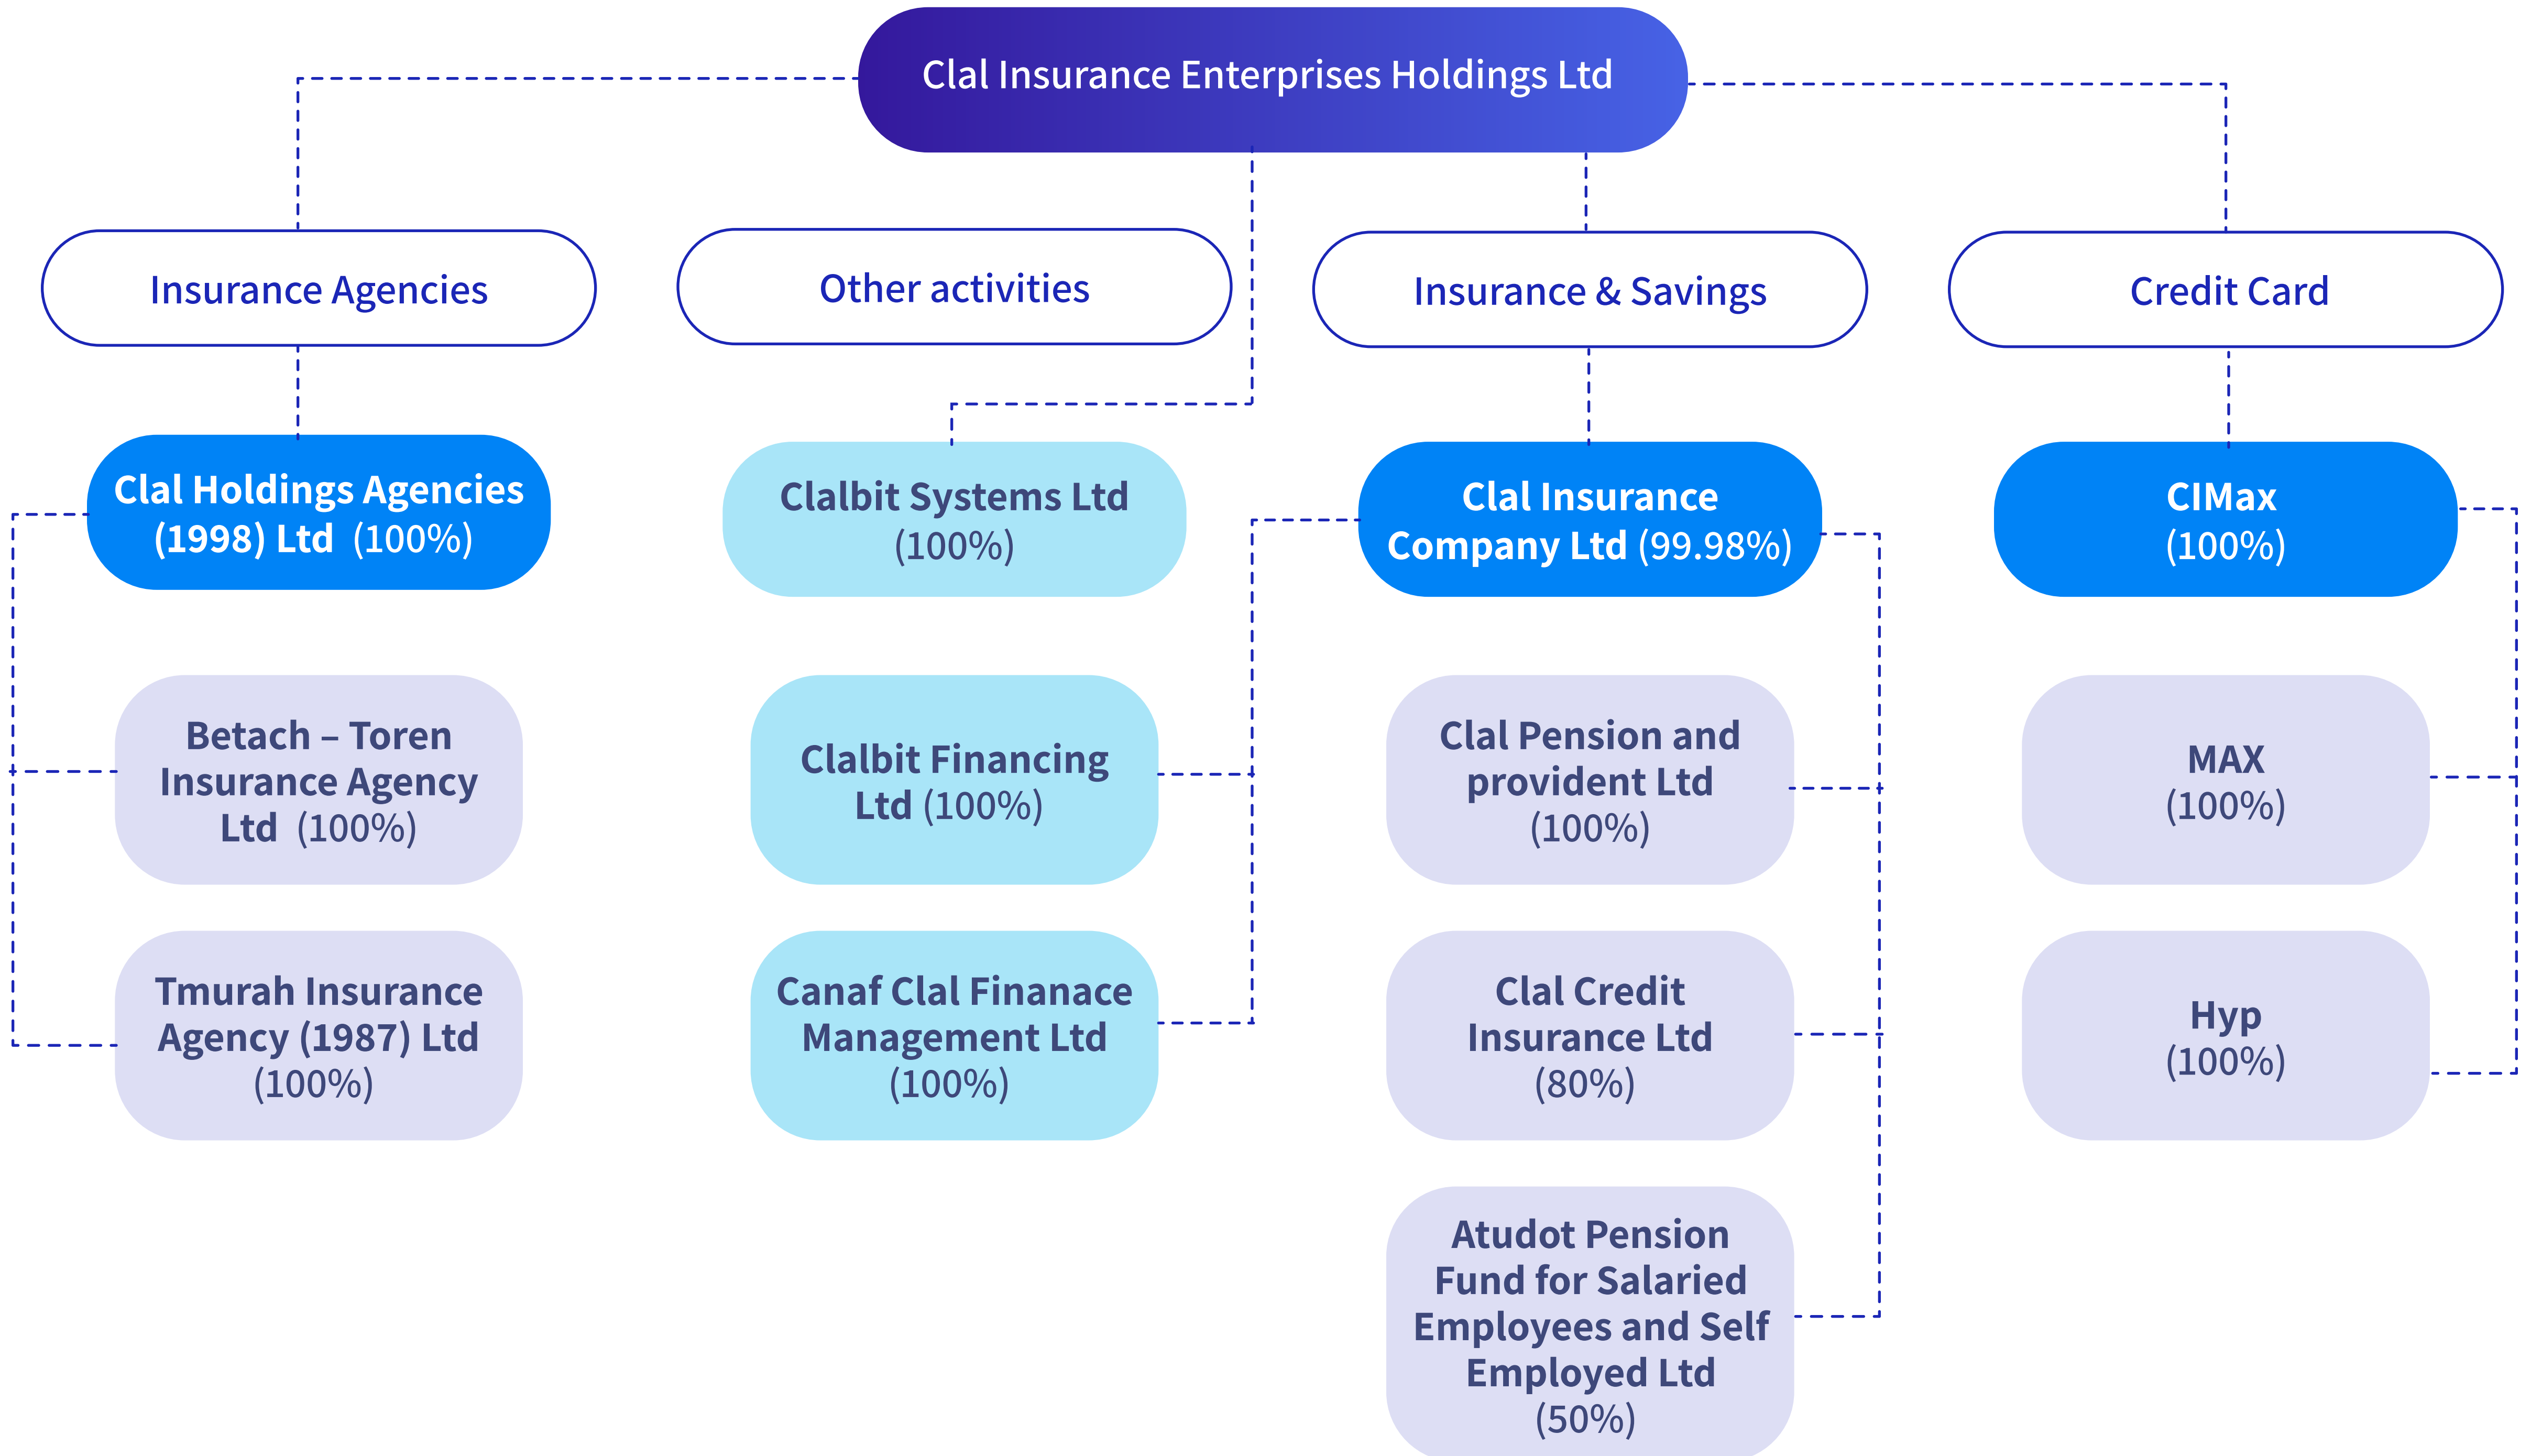 Clal Insurance Enterprises Holdings Ltd
Insurance Agencies
Other activities
Insurance & Savings
Credit Card
Clal Holdings Agencies
(1998) Ltd (100%)
Clalbit Systems Ltd
(100%)
Clal Insurance
Company Ltd (99.98%)
CIMax
(100%)
Betach – Toren
Insurance Agency
Ltd (100%)
Clalbit Financing
Ltd (100%)
Clal Pension and
provident Ltd
(100%)
MAX
(100%)
Tmurah Insurance
Agency (1987) Ltd
(100%)
Canaf Clal Finanace
Management Ltd
(100%)
Clal Credit
Insurance Ltd
(80%)
Hyp
(100%)
Atudot Pension
Fund for Salaried
Employees and Self
Employed Ltd
(50%)